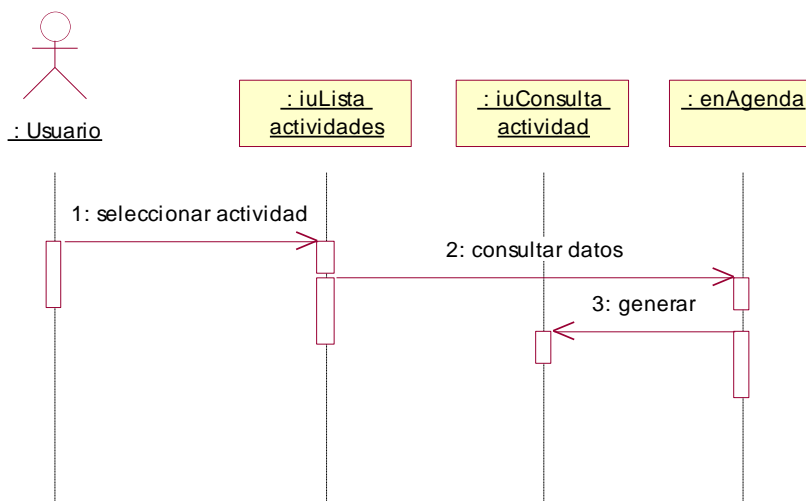 : Usuario
: iuLista
actividades
: iuConsulta
actividad
: enAgenda
1: seleccionar actividad
2: consultar datos
3: generar